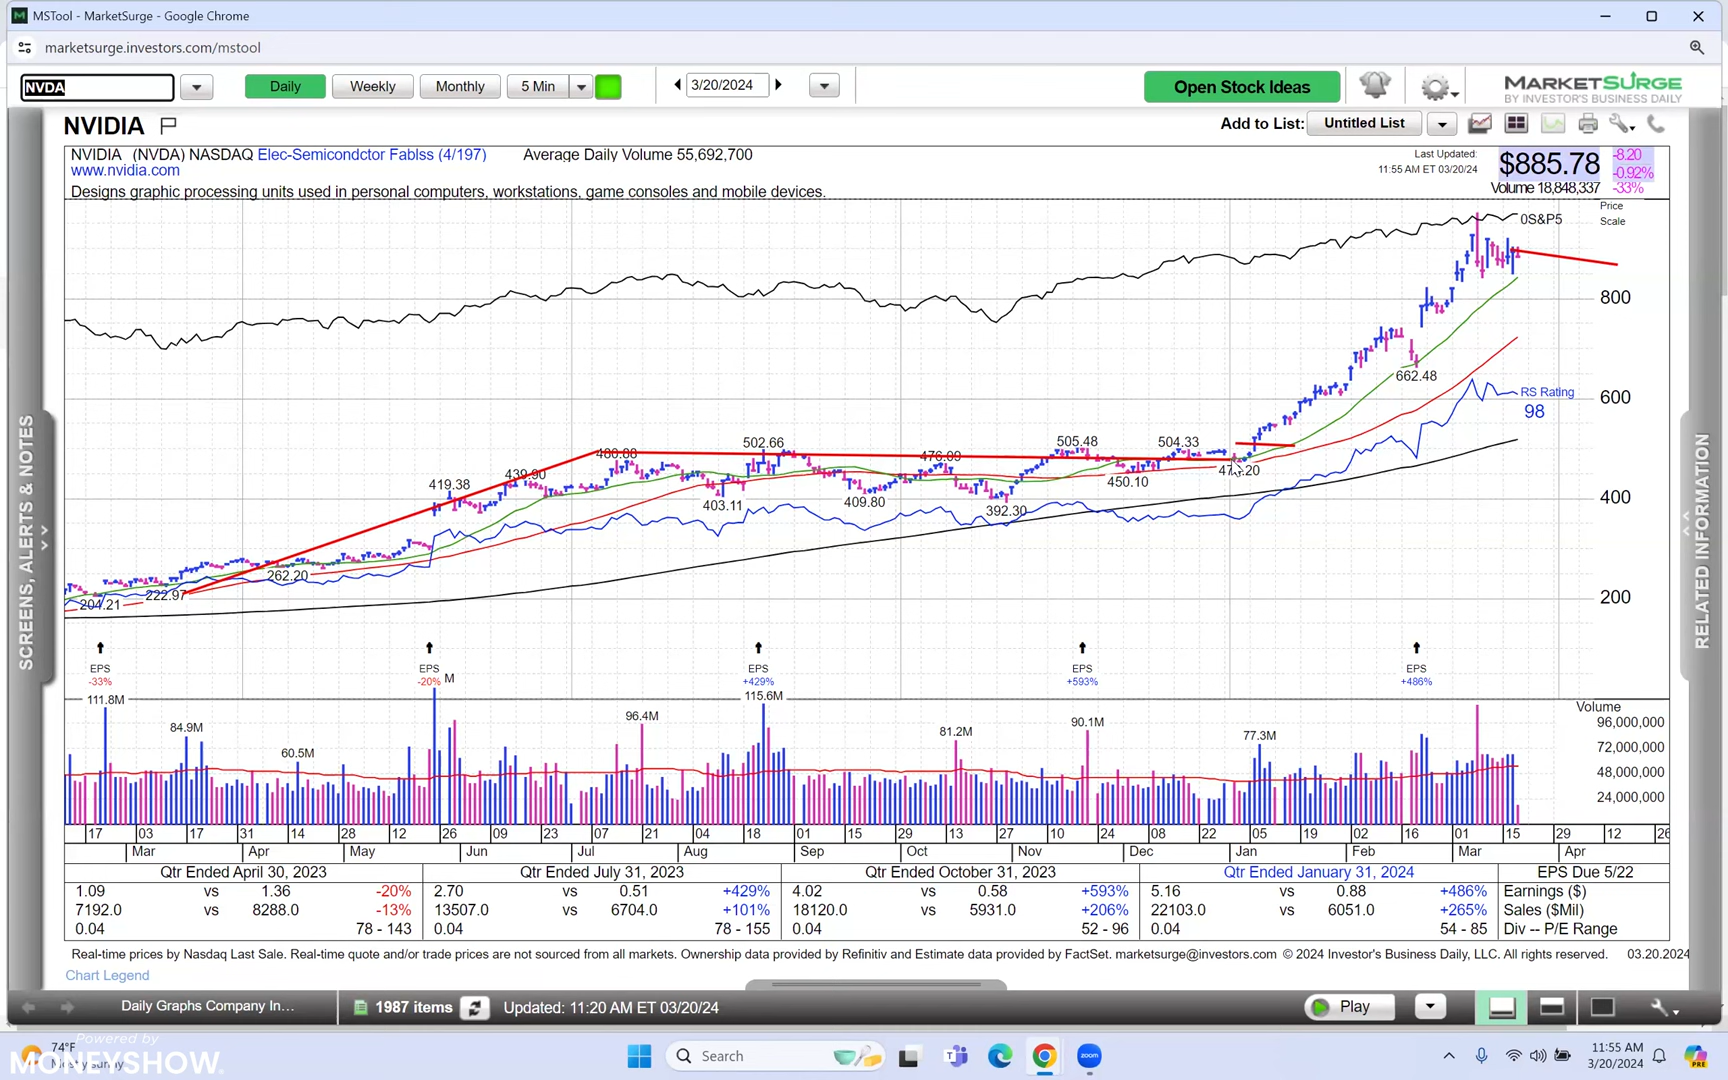 MSTool - MarketSurge - Google Chrome
marketsurge.investors.com/mstool
NVDA Daily Weekly Monthly 5 Min 3/20/2024 Open Stock Ideas MARKETSURGE
BY INVESTOR'S BUSINESS DAILY
NVIDIA Add to List: Untitled List
NVIDIA (NVDA) NASDAQ Elec-Semicondctor Fablss (4/197) Average Daily Volume 55,692,700
www.nvidia.com
Designs graphic processing units used in personal computers, workstations, game consoles and mobile devices.
Last Updated:
11:55 AM ET 03/20/24
$885.78 -8.20
-0.92%
Volume 18,848,337 -33%
Price
Scale
0S&P5
800
662.48
RS Rating
98
600
502.66 505.48 504.33
480.88 476.09
439.90
419.38 450.10
403.11 409.80 392.30
400
262.20
222.97
204.21
200
EPS EPS EPS EPS EPS
-33% -20% +429% +593% +486%
M
111.8M 84.9M 60.5M 96.4M 115.6M 81.2M 90.1M 77.3M
Volume
96,000,000
72,000,000
48,000,000
24,000,000
17 03 17 31 14 28 12 26 09 23 07 21 04 18 01 15 29 13 27 10 24 08 22 05 19 02 16 01 15 29 12 26
Mar Apr May Jun Jul Aug Sep Oct Nov Dec Jan Feb Mar Apr
Qtr Ended April 30, 2023 Qtr Ended July 31, 2023 Qtr Ended October 31, 2023 Qtr Ended January 31, 2024 EPS Due 5/22
1.09 vs 1.36 -20% 2.70 vs 0.51 +429% 4.02 vs 0.58 +593% 5.16 vs 0.88 +486% Earnings ($)
7192.0 vs 8288.0 -13% 13507.0 vs 6704.0 +101% 18120.0 vs 5931.0 +206% 22103.0 vs 6051.0 +265% Sales ($Mil)
0.04 78 - 143 0.04 78 - 155 0.04 52 - 96 0.04 54 - 85 Div -- P/E Range
Real-time prices by Nasdaq Last Sale. Real-time quote and/or trade prices are not sourced from all markets. Ownership data provided by Refinitiv and Estimate data provided by FactSet. marketsurge@investors.com © 2024 Investor's Business Daily, LLC. All rights reserved. 03.20.2024
Chart Legend
SCREENS, ALERTS & NOTES
RELATED INFORMATION
Daily Graphs Company In... 1987 items Updated: 11:20 AM ET 03/20/24 Play
74°F
Powered by
MONEYSHOW
Search
zoom
PRE
11:55 AM
3/20/2024